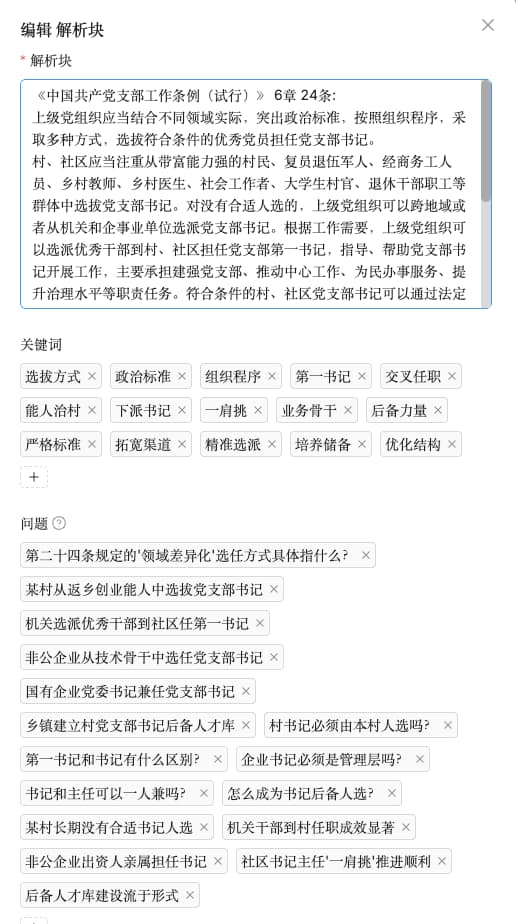 编辑 解析块
* 解析块
《中国共产党支部工作条例（试行）》 6章 24条:
上级党组织应当结合不同领域实际，突出政治标准，按照组织程序，采
取多种方式，选拔符合条件的优秀党员担任党支部书记。
村、社区应当注重从带富能力强的村民、复员退伍军人、经商务工人
员、乡村教师、乡村医生、社会工作者、大学生村官、退休干部职工等
群体中选拔党支部书记。对没有合适人选的，上级党组织可以跨地域或
者从机关和企事业单位选派党支部书记。根据工作需要，上级党组织可
以选派优秀干部到村、社区担任党支部第一书记，指导、帮助党支部书
记开展工作，主要承担建强党支部、推动中心工作、为民办事服务、提
升治理水平等职责任务。符合条件的村、社区党支部书记可以通过法定
关键词
选拔方式 政治标准 组织程序 第一书记 交叉任职
能人治村 下派书记 一肩挑 业务骨干 后备力量
严格标准 拓宽渠道 精准选派 培养储备 优化结构
+
问题
第二十四条规定的'领域差异化'选任方式具体指什么?
某村从返乡创业能人中选拔党支部书记
机关选派优秀干部到社区任第一书记
非公企业从技术骨干中选任党支部书记
国有企业党委书记兼任党支部书记
乡镇建立村党支部书记后备人才库 村书记必须由本村人选吗?
第一书记和书记有什么区别? 企业书记必须是管理层吗?
书记和主任可以一人兼吗? 怎么成为书记后备人选?
某村长期没有合适书记人选 机关干部到村任职成效显著
非公企业出资人亲属担任书记 社区书记主任'一肩挑'推进顺利
后备人才库建设流于形式